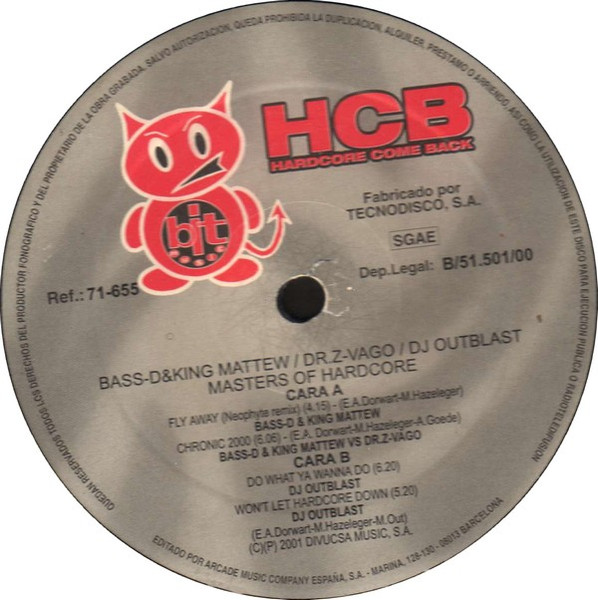 QUEDAN RESERVADOS TODOS LOS DERECHOS DEL PRODUCTOR FONOGRAFICO Y DEL PROPIETARIO DE LA OBRA GRABADA. SALVO AUTORIZACION, QUEDA PROHIBIDA LA DUPLICACION, ALQUILER, PRESTAMO O ARRIENDO, ASI COMO LA UTILIZACION DE ESTE DISCO PARA EJECUCION PUBLICA O RADIOTELEDIFUSION
HCB
HARDCORE COME BACK
bit
Fabricado por
TECNODISCO, S.A.
SGAE
Dep.Legal: B/51.501/00
Ref.: 71-655
BASS-D&KING MATTEW / DR.Z-VAGO / DJ OUTBLAST
MASTERS OF HARDCORE
CARA A
FLY AWAY (Neophyte remix) (4.15) - (E.A.Dorwart-M.Hazeleger)
BASS-D & KING MATTEW
CHRONIC 2000 (6.06) - (E.A. Dorwart-M.Hazeleger-A.Goede)
BASS-D & KING MATTEW VS DR.Z-VAGO
CARA B
DO WHAT YA WANNA DO (6.20)
DJ OUTBLAST
WON'T LET HARDCORE DOWN (5.20)
DJ OUTBLAST
(E.A.Dorwart-M.Hazeleger-M.Out)
(C)(P) 2001 DIVUCSA MUSIC, S.A.
EDITADO POR ARCADE MUSIC COMPANY ESPAÑA, S.A. - MARINA, 126-130 - 08013 BARCELONA